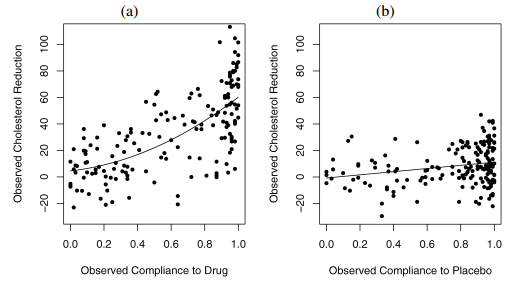 (a)
Observed Cholesterol Reduction
100
80
60
40
20
0
−20
0.0 0.2 0.4 0.6 0.8 1.0
Observed Compliance to Drug
(b)
Observed Cholesterol Reduction
100
80
60
40
20
0
−20
0.0 0.2 0.4 0.6 0.8 1.0
Observed Compliance to Placebo